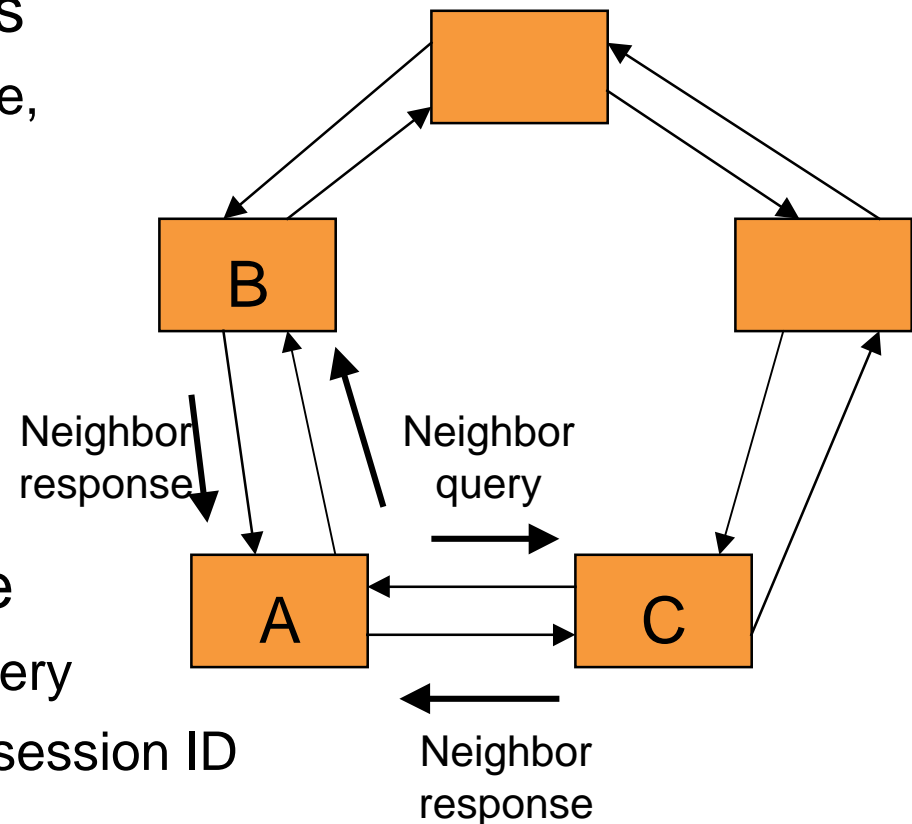 s
e,
B
Neighbor
response
Neighbor
query
e
A
C
ery
session ID
Neighbor
response